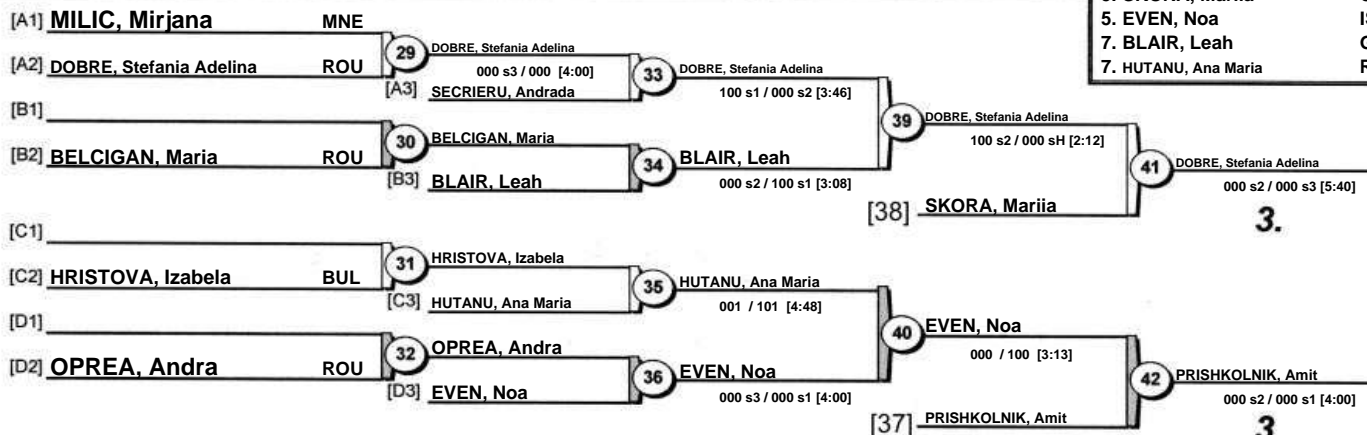 5. EVEN, Noa
7. BLAIR, Leah
7. HUTANU, Ana Maria
[A1] MILIC, Mirjana MNE
[A2] DOBRE, Stefania Adelina ROU
29 DOBRE, Stefania Adelina
000 s3 / 000 [4:00]
[A3] SECRIERU, Andrada
33 DOBRE, Stefania Adelina
100 s1 / 000 s2 [3:46]
[B1]
[B2] BELCIGAN, Maria ROU
30 BELCIGAN, Maria
[B3] BLAIR, Leah
34 BLAIR, Leah
000 s2 / 100 s1 [3:08]
39 DOBRE, Stefania Adelina
100 s2 / 000 sH [2:12]
[38] SKORA, Mariia
41 DOBRE, Stefania Adelina
000 s2 / 000 s3 [5:40]
3.
[C1]
[C2] HRISTOVA, Izabela BUL
31 HRISTOVA, Izabela
[C3] HUTANU, Ana Maria
35 HUTANU, Ana Maria
001 / 101 [4:48]
[D1]
[D2] OPREA, Andra ROU
32 OPREA, Andra
[D3] EVEN, Noa
36 EVEN, Noa
000 s3 / 000 s1 [4:00]
40 EVEN, Noa
000 / 100 [3:13]
[37] PRISHKOLNIK, Amit
42 PRISHKOLNIK, Amit
000 s2 / 000 s1 [4:00]
3